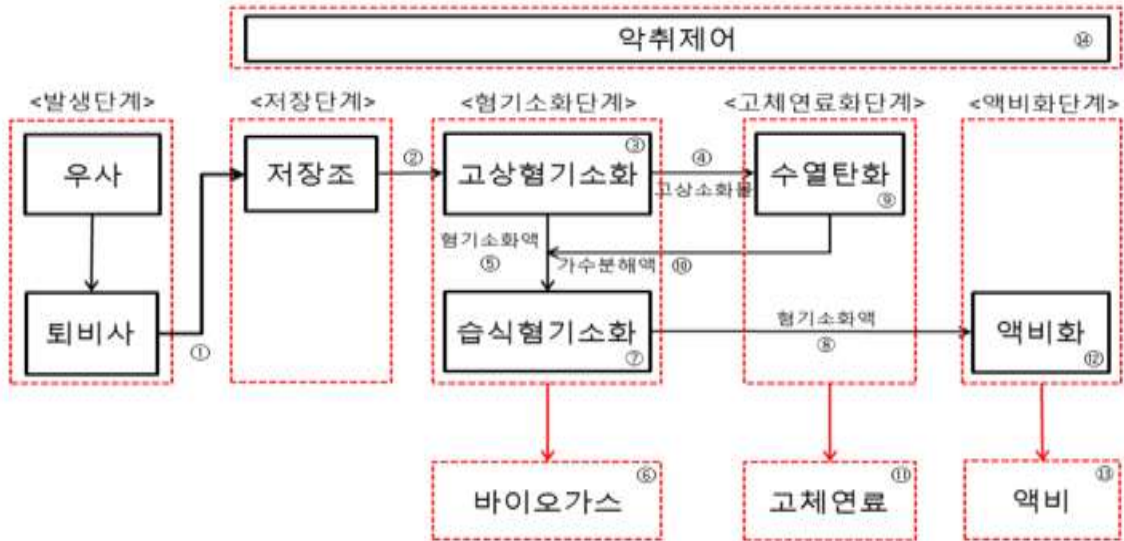 악취제어 ⑭
<발생단계> <저장단계> <혐기소화단계> <고체연료화단계> <액비화단계>
우사 저장조 ② 고상혐기소화 ③ ④ 수열탄화 ⑨
고상소화물
혐기소화액
⑤ 가수분해액 ⑩
퇴비사 ① 습식혐기소화 ⑦ 혐기소화액 ⑧ 액비화 ⑫
바이오가스 ⑥ 고체연료 ⑪ 액비 ⑬